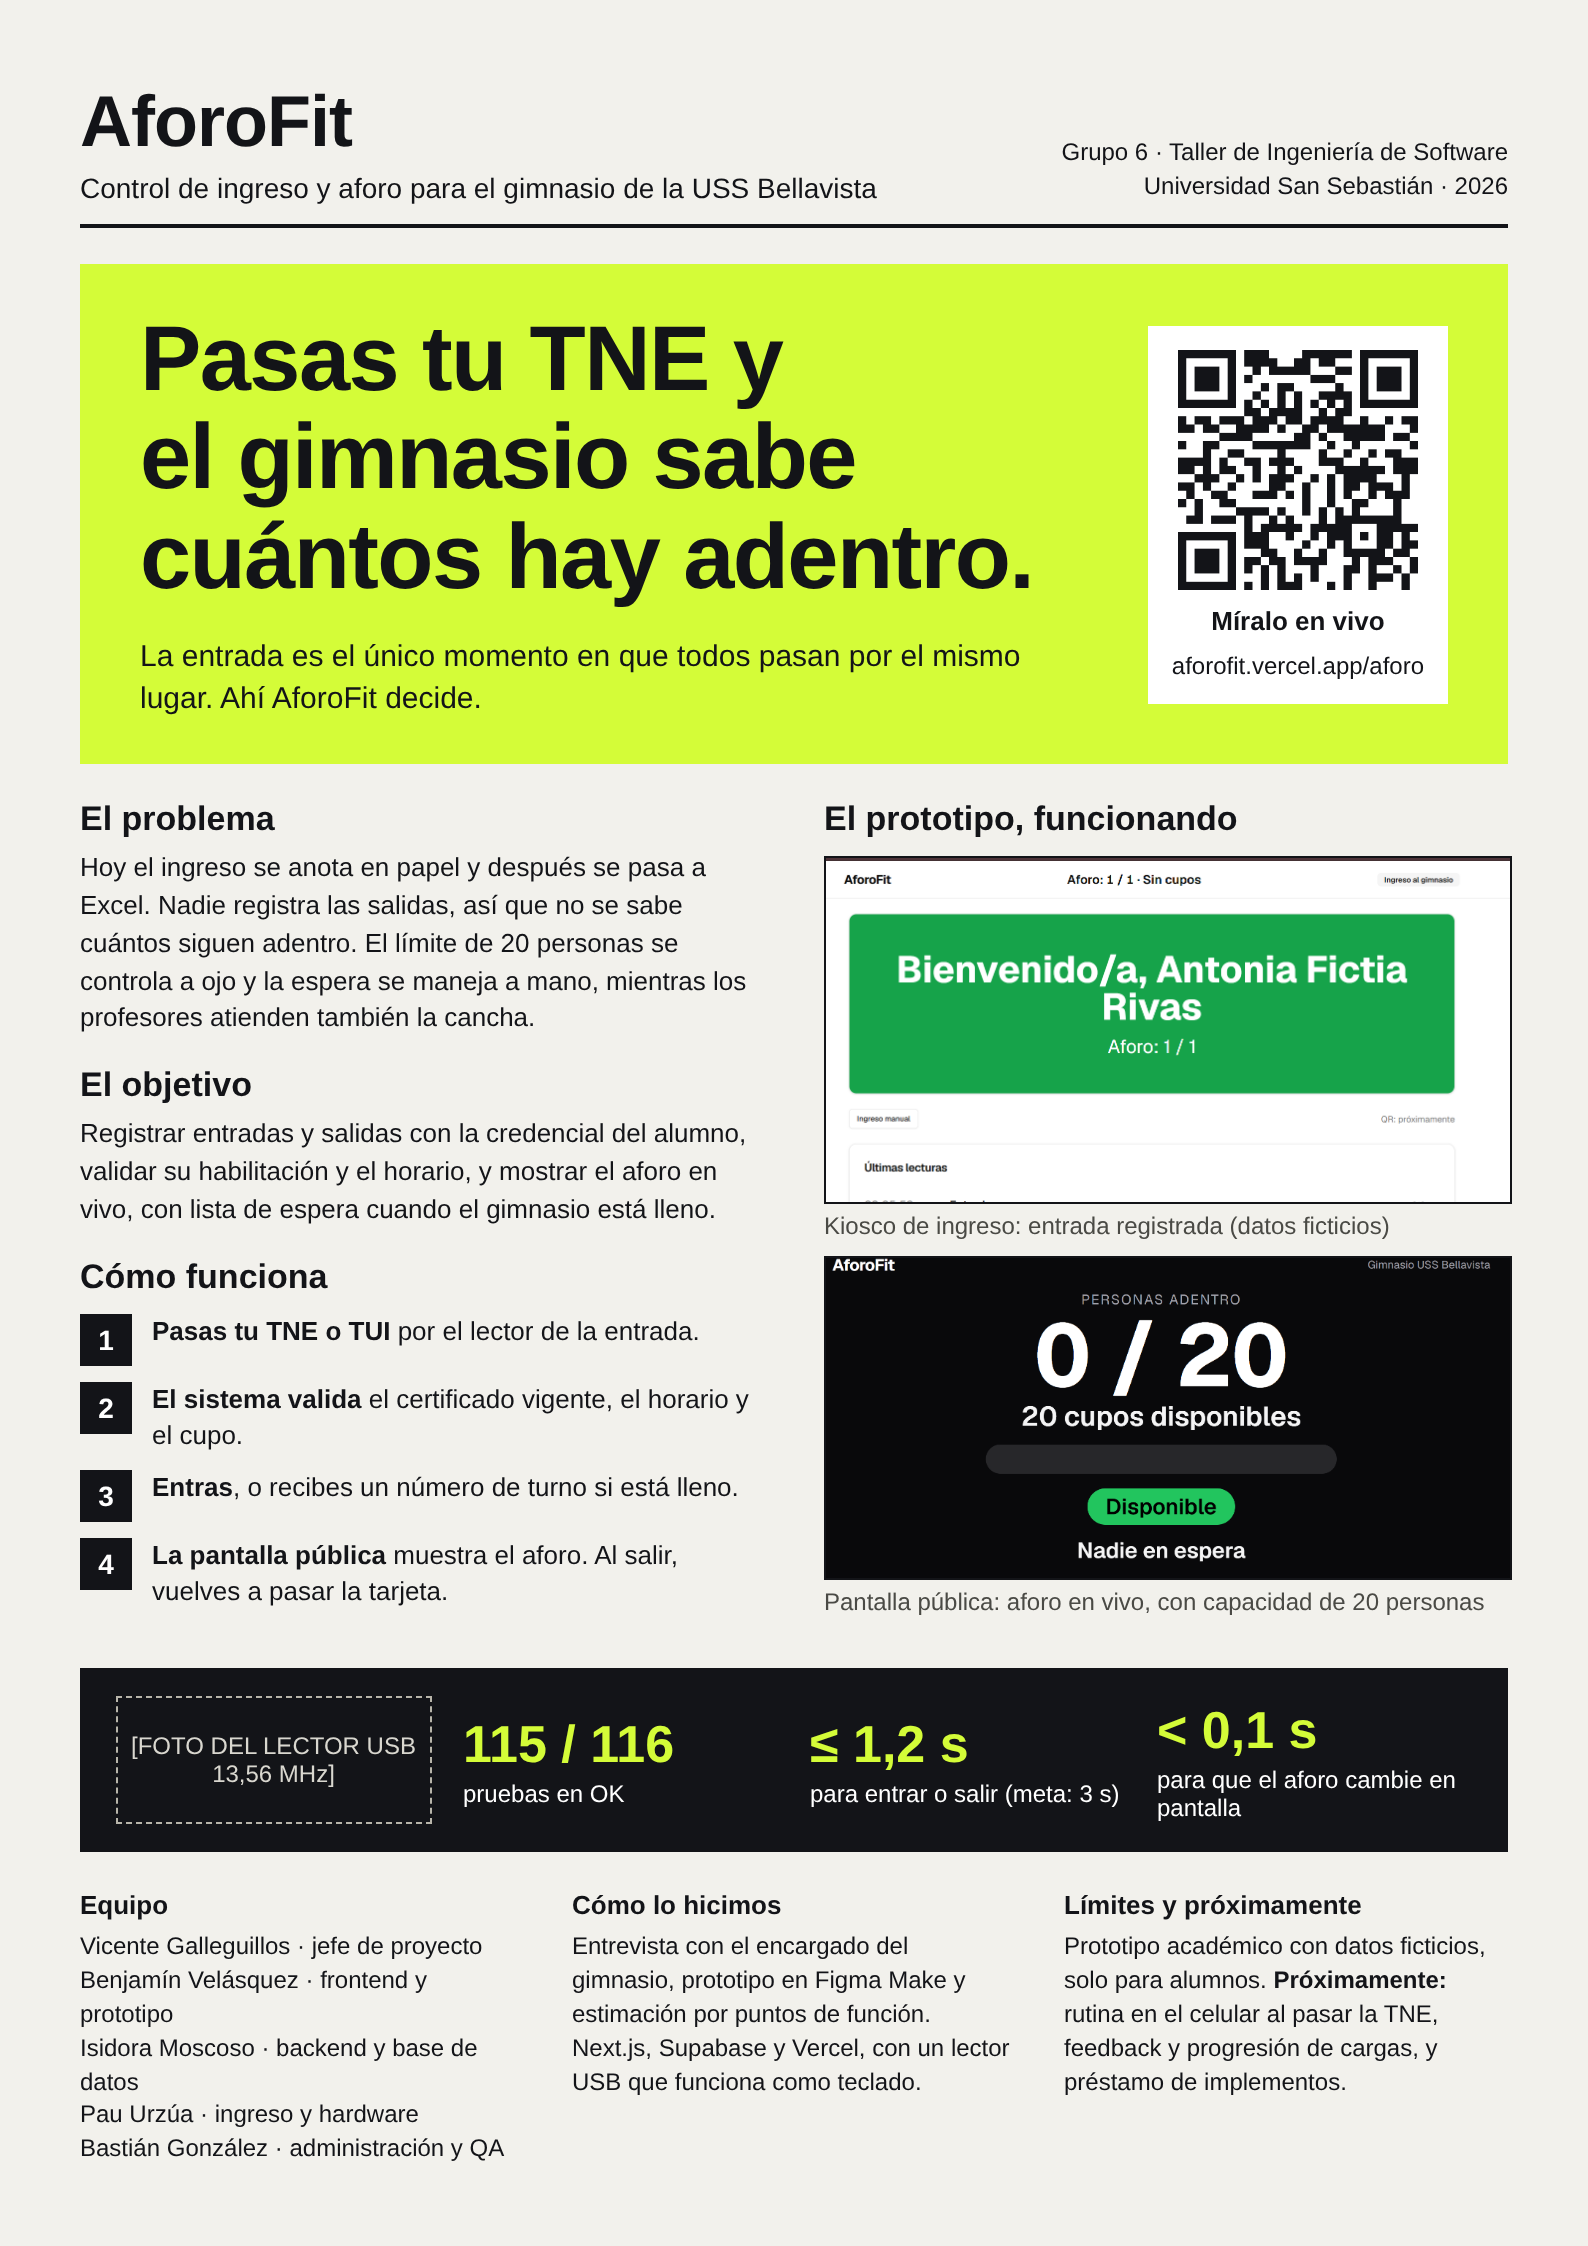 AforoFit
Control de ingreso y aforo para el gimnasio de la USS Bellavista
Grupo 6 · Taller de Ingeniería de Software
Universidad San Sebastián · 2026
Pasas tu TNE y
el gimnasio sabe
cuántos hay adentro.
La entrada es el único momento en que todos pasan por el mismo
lugar. Ahí AforoFit decide.
Míralo en vivo
aforofit.vercel.app/aforo
El problema
Hoy el ingreso se anota en papel y después se pasa a
Excel. Nadie registra las salidas, así que no se sabe
cuántos siguen adentro. El límite de 20 personas se
controla a ojo y la espera se maneja a mano, mientras los
profesores atienden también la cancha.
El objetivo
Registrar entradas y salidas con la credencial del alumno,
validar su habilitación y el horario, y mostrar el aforo en
vivo, con lista de espera cuando el gimnasio está lleno.
Cómo funciona
1 Pasas tu TNE o TUI por el lector de la entrada.
2 El sistema valida el certificado vigente, el horario y
el cupo.
3 Entras, o recibes un número de turno si está lleno.
4 La pantalla pública muestra el aforo. Al salir,
vuelves a pasar la tarjeta.
El prototipo, funcionando
AforoFit
Aforo: 1 / 1 · Sin cupos
Ingreso al gimnasio
Bienvenido/a, Antonia Fictia
Rivas
Aforo: 1 / 1
Ingreso manual
QR: próximamente
Últimas lecturas
Kiosco de ingreso: entrada registrada (datos ficticios)
AforoFit
Gimnasio USS Bellavista
PERSONAS ADENTRO
0 / 20
20 cupos disponibles
Disponible
Nadie en espera
Pantalla pública: aforo en vivo, con capacidad de 20 personas
[FOTO DEL LECTOR USB
13,56 MHz]
115 / 116
pruebas en OK
≤ 1,2 s
para entrar o salir (meta: 3 s)
< 0,1 s
para que el aforo cambie en
pantalla
Equipo
Vicente Galleguillos · jefe de proyecto
Benjamín Velásquez · frontend y
prototipo
Isidora Moscoso · backend y base de
datos
Pau Urzúa · ingreso y hardware
Bastián González · administración y QA
Cómo lo hicimos
Entrevista con el encargado del
gimnasio, prototipo en Figma Make y
estimación por puntos de función.
Next.js, Supabase y Vercel, con un lector
USB que funciona como teclado.
Límites y próximamente
Prototipo académico con datos ficticios,
solo para alumnos. Próximamente:
rutina en el celular al pasar la TNE,
feedback y progresión de cargas, y
préstamo de implementos.